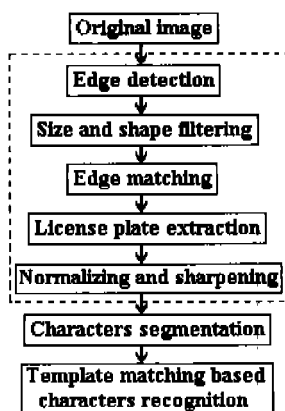 Original image
Edge detection
Size and shape filtering
Edge matching
License plate extraction
Normalizing and sharpening
Characters segmentation
Template matching based
characters recognition